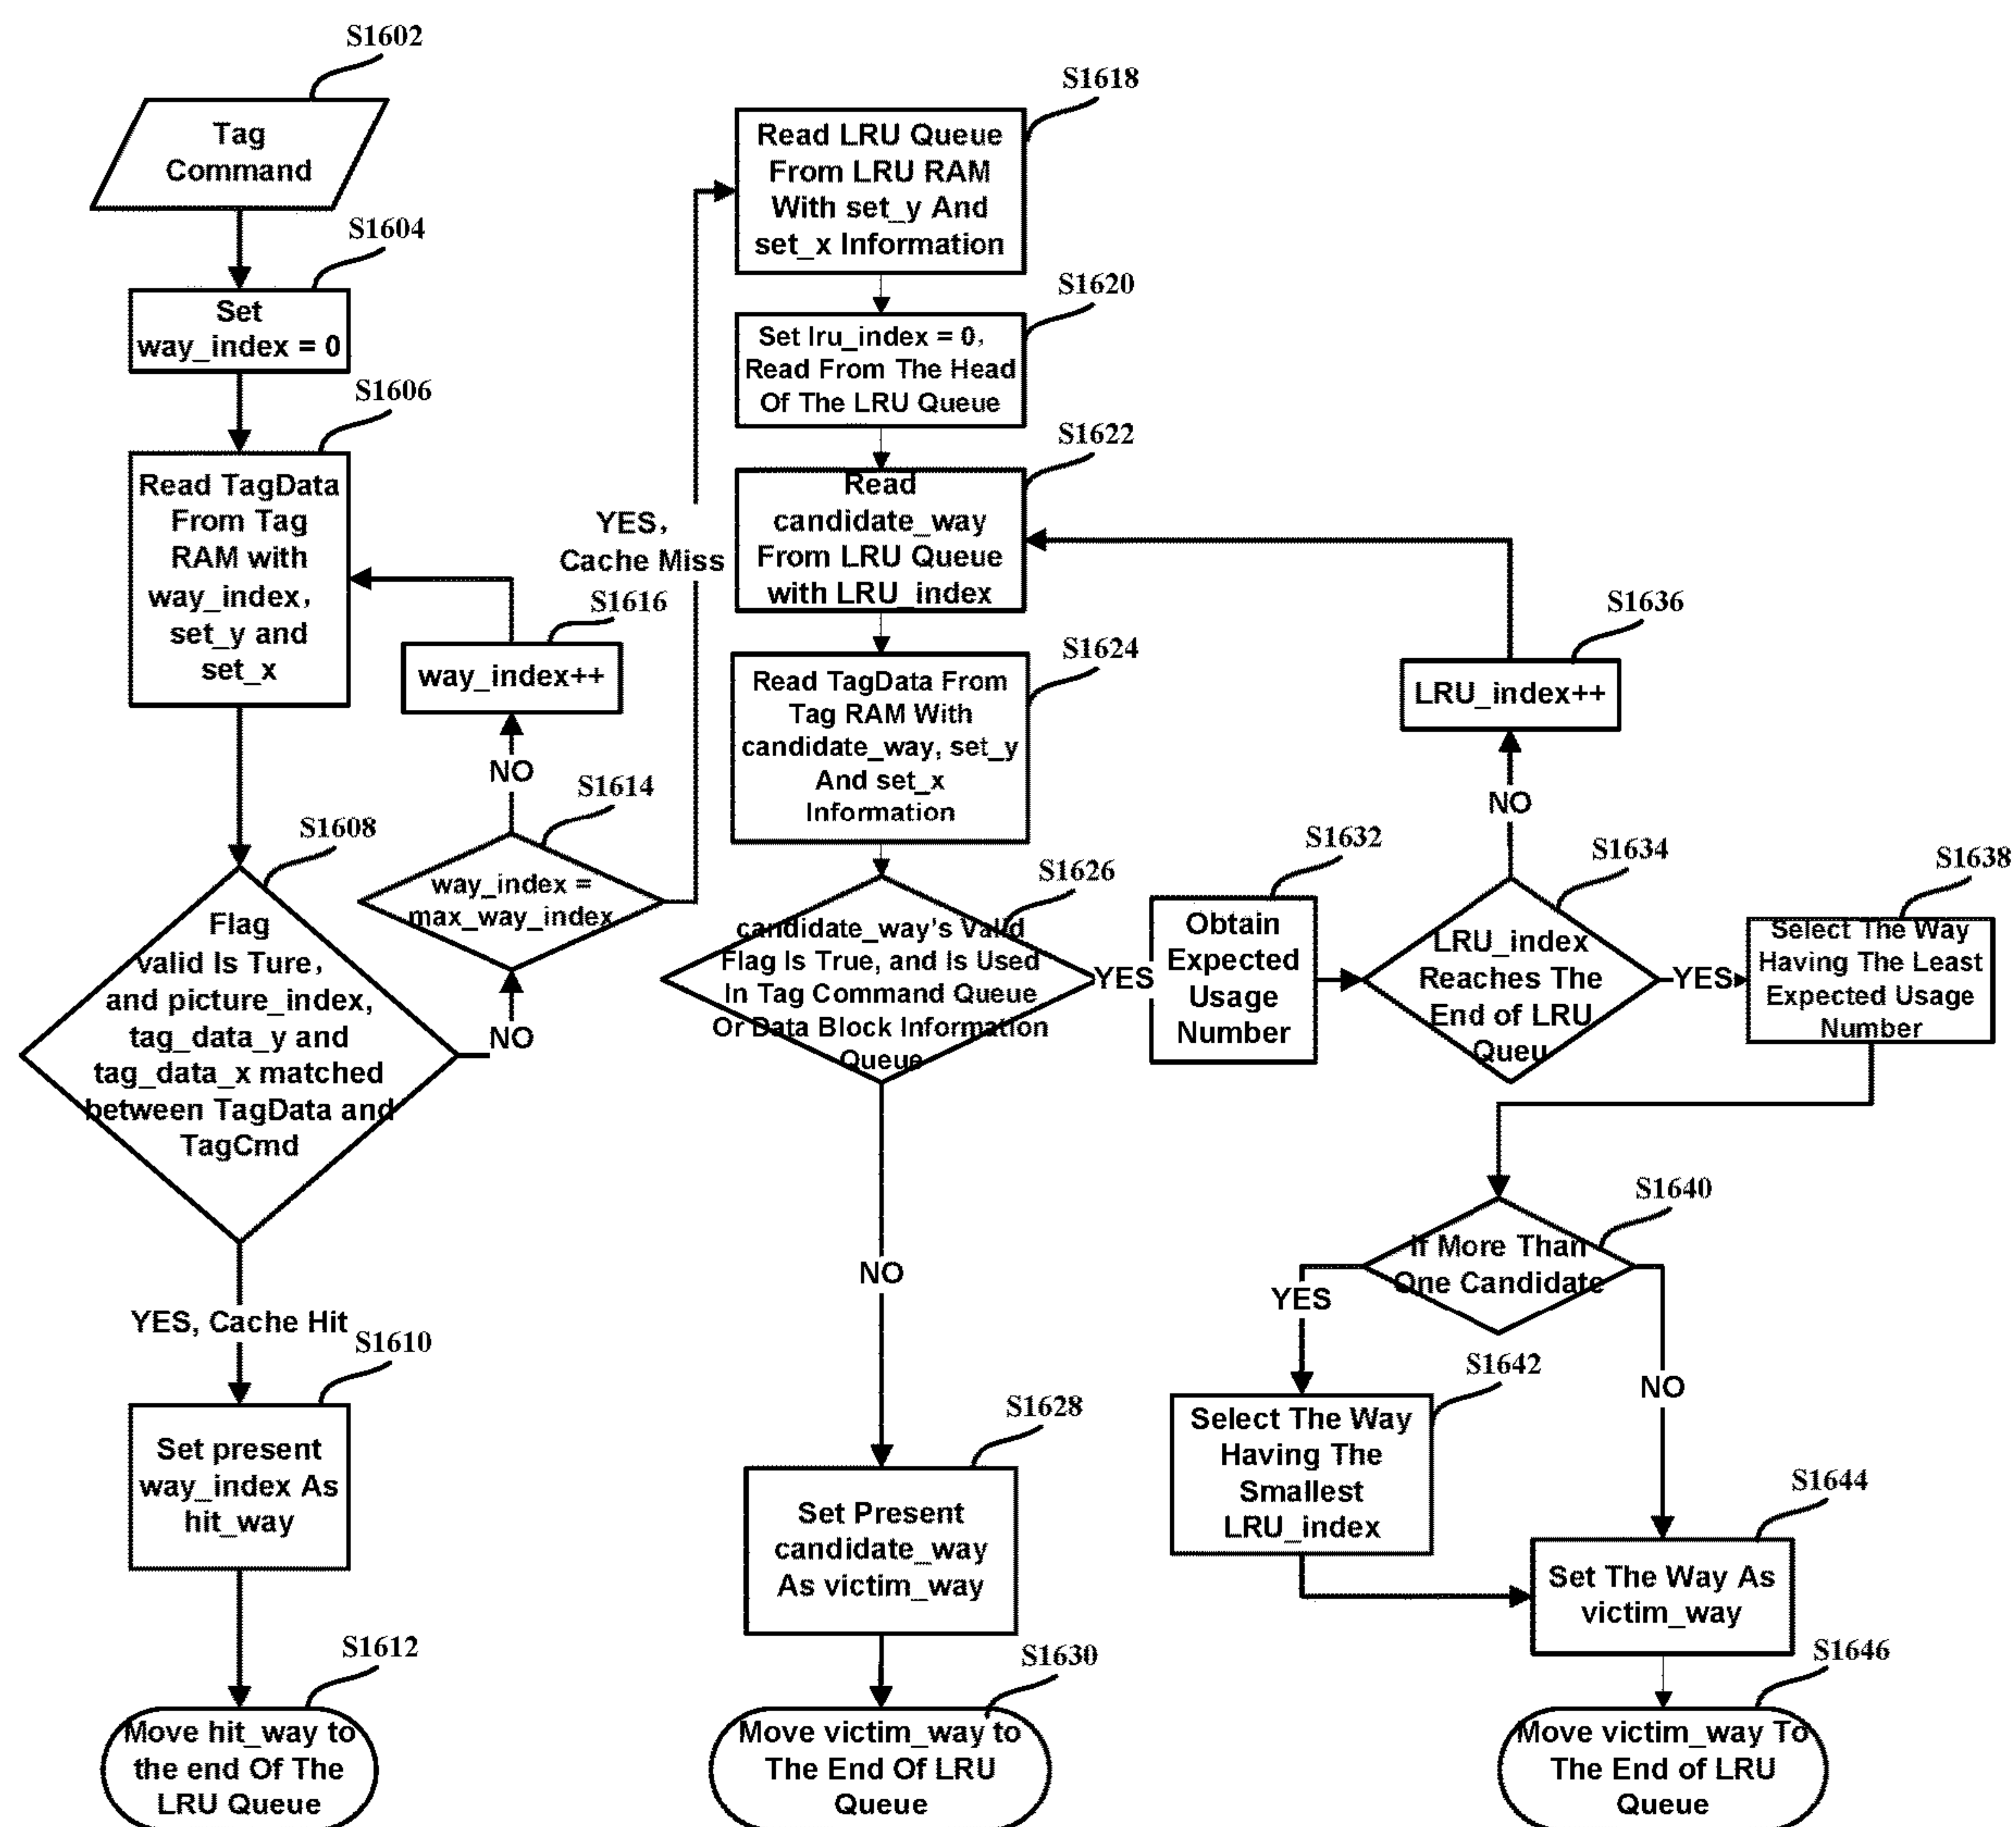 S1602
Tag
Command
S1604
Set
way_index = 0
S1606
Read TagData
From Tag
RAM with
way_index,
set_y and
set_x
S1608
Flag
valid Is Ture,
and picture_index,
tag_data_y and
tag_data_x matched
between TagData and
TagCmd
NO
YES, Cache Hit
S1610
Set present
way_index As
hit_way
S1612
Move hit_way to
the end Of The
LRU Queue
S1614
way_index =
max_way_index
NO
S1616
way_index++
YES,
Cache Miss
S1618
Read LRU Queue
From LRU RAM
With set_y And
set_x Information
S1620
Set lru_index = 0,
Read From The Head
Of The LRU Queue
S1622
Read
candidate_way
From LRU Queue
with LRU_index
S1624
Read TagData From
Tag RAM With
candidate_way, set_y
And set_x
Information
S1626
candidate_way's Valid
Flag Is True, and Is Used
In Tag Command Queue
Or Data Block Information
Queue
NO
S1628
Set Present
candidate_way
As victim_way
S1630
Move victim_way to
The End Of LRU
Queue
YES
S1632
Obtain
Expected
Usage
Number
S1634
LRU_index
Reaches The
End of LRU
Queu
NO
S1636
LRU_index++
YES
S1638
Select The Way
Having The Least
Expected Usage
Number
S1640
If More Than
One Candidate
YES
NO
S1642
Select The Way
Having The
Smallest
LRU_index
S1644
Set The Way As
victim_way
S1646
Move victim_way To
The End of LRU
Queue